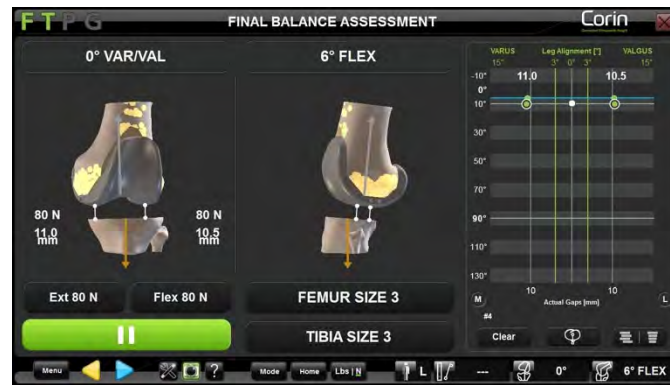 FTPG
FINAL BALANCE ASSESSMENT
Corin
0° VAR/VAL
6° FLEX
80 N
11.0
mm
80 N
10.5
mm
Ext 80 N
Flex 80 N
FEMUR SIZE 3
TIBIA SIZE 3
VARUS
Leg Alignment [°]
VALGUS
15°
3°
0°
3°
15°
-10°
11.0
10.5
0°
10°
30°
50°
70°
90°
110°
130°
10
10
M
Actual Gaps [mm]
L
#4
Clear
Menu
?
Mode
Home
Lbs | N
L
---
0°
6° FLEX